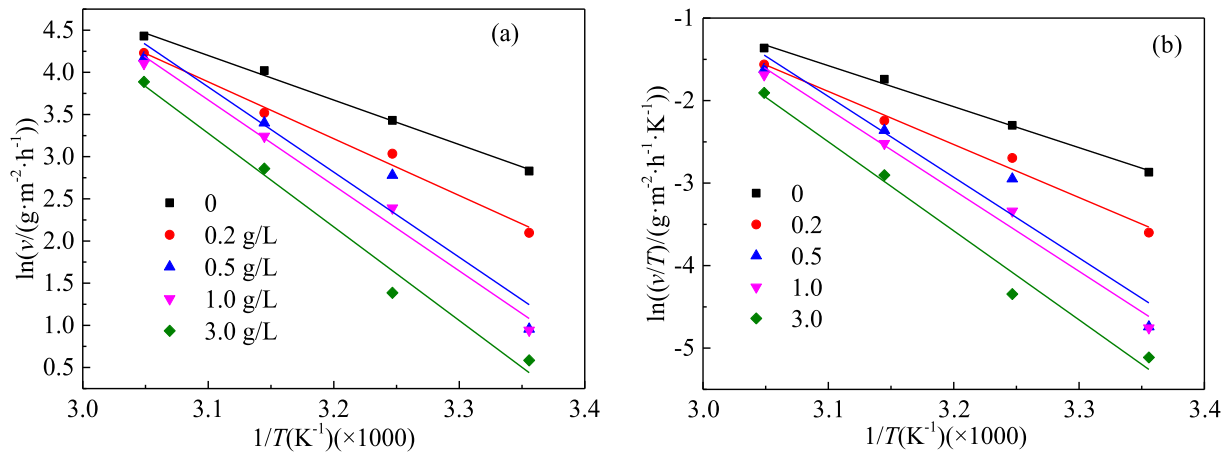 (a)
ln(v/(g·m⁻²·h⁻¹))
4.5
4.0
3.5
3.0
2.5
2.0
1.5
1.0
0.5
0
0.2 g/L
0.5 g/L
1.0 g/L
3.0 g/L
3.0 3.1 3.2 3.3 3.4
1/T(K⁻¹)(×1000)
(b)
ln((v/T)/(g·m⁻²·h⁻¹·K⁻¹))
-1
-2
-3
-4
-5
0
0.2
0.5
1.0
3.0
3.0 3.1 3.2 3.3 3.4
1/T(K⁻¹)(×1000)